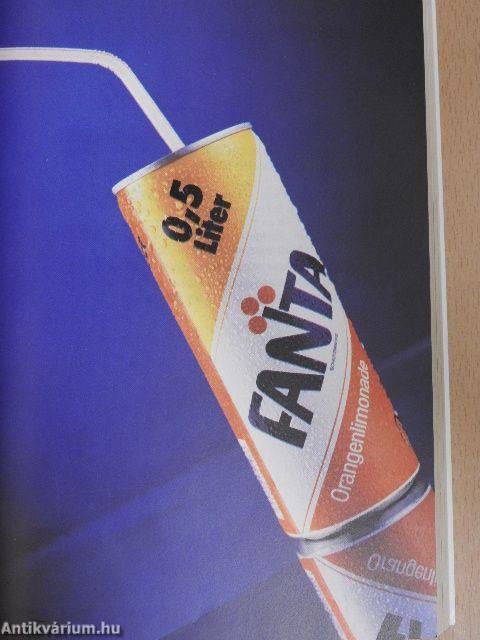 0,5
Liter
FANTA
Orangenlimonade
Orangenl
Antikvárium.hu